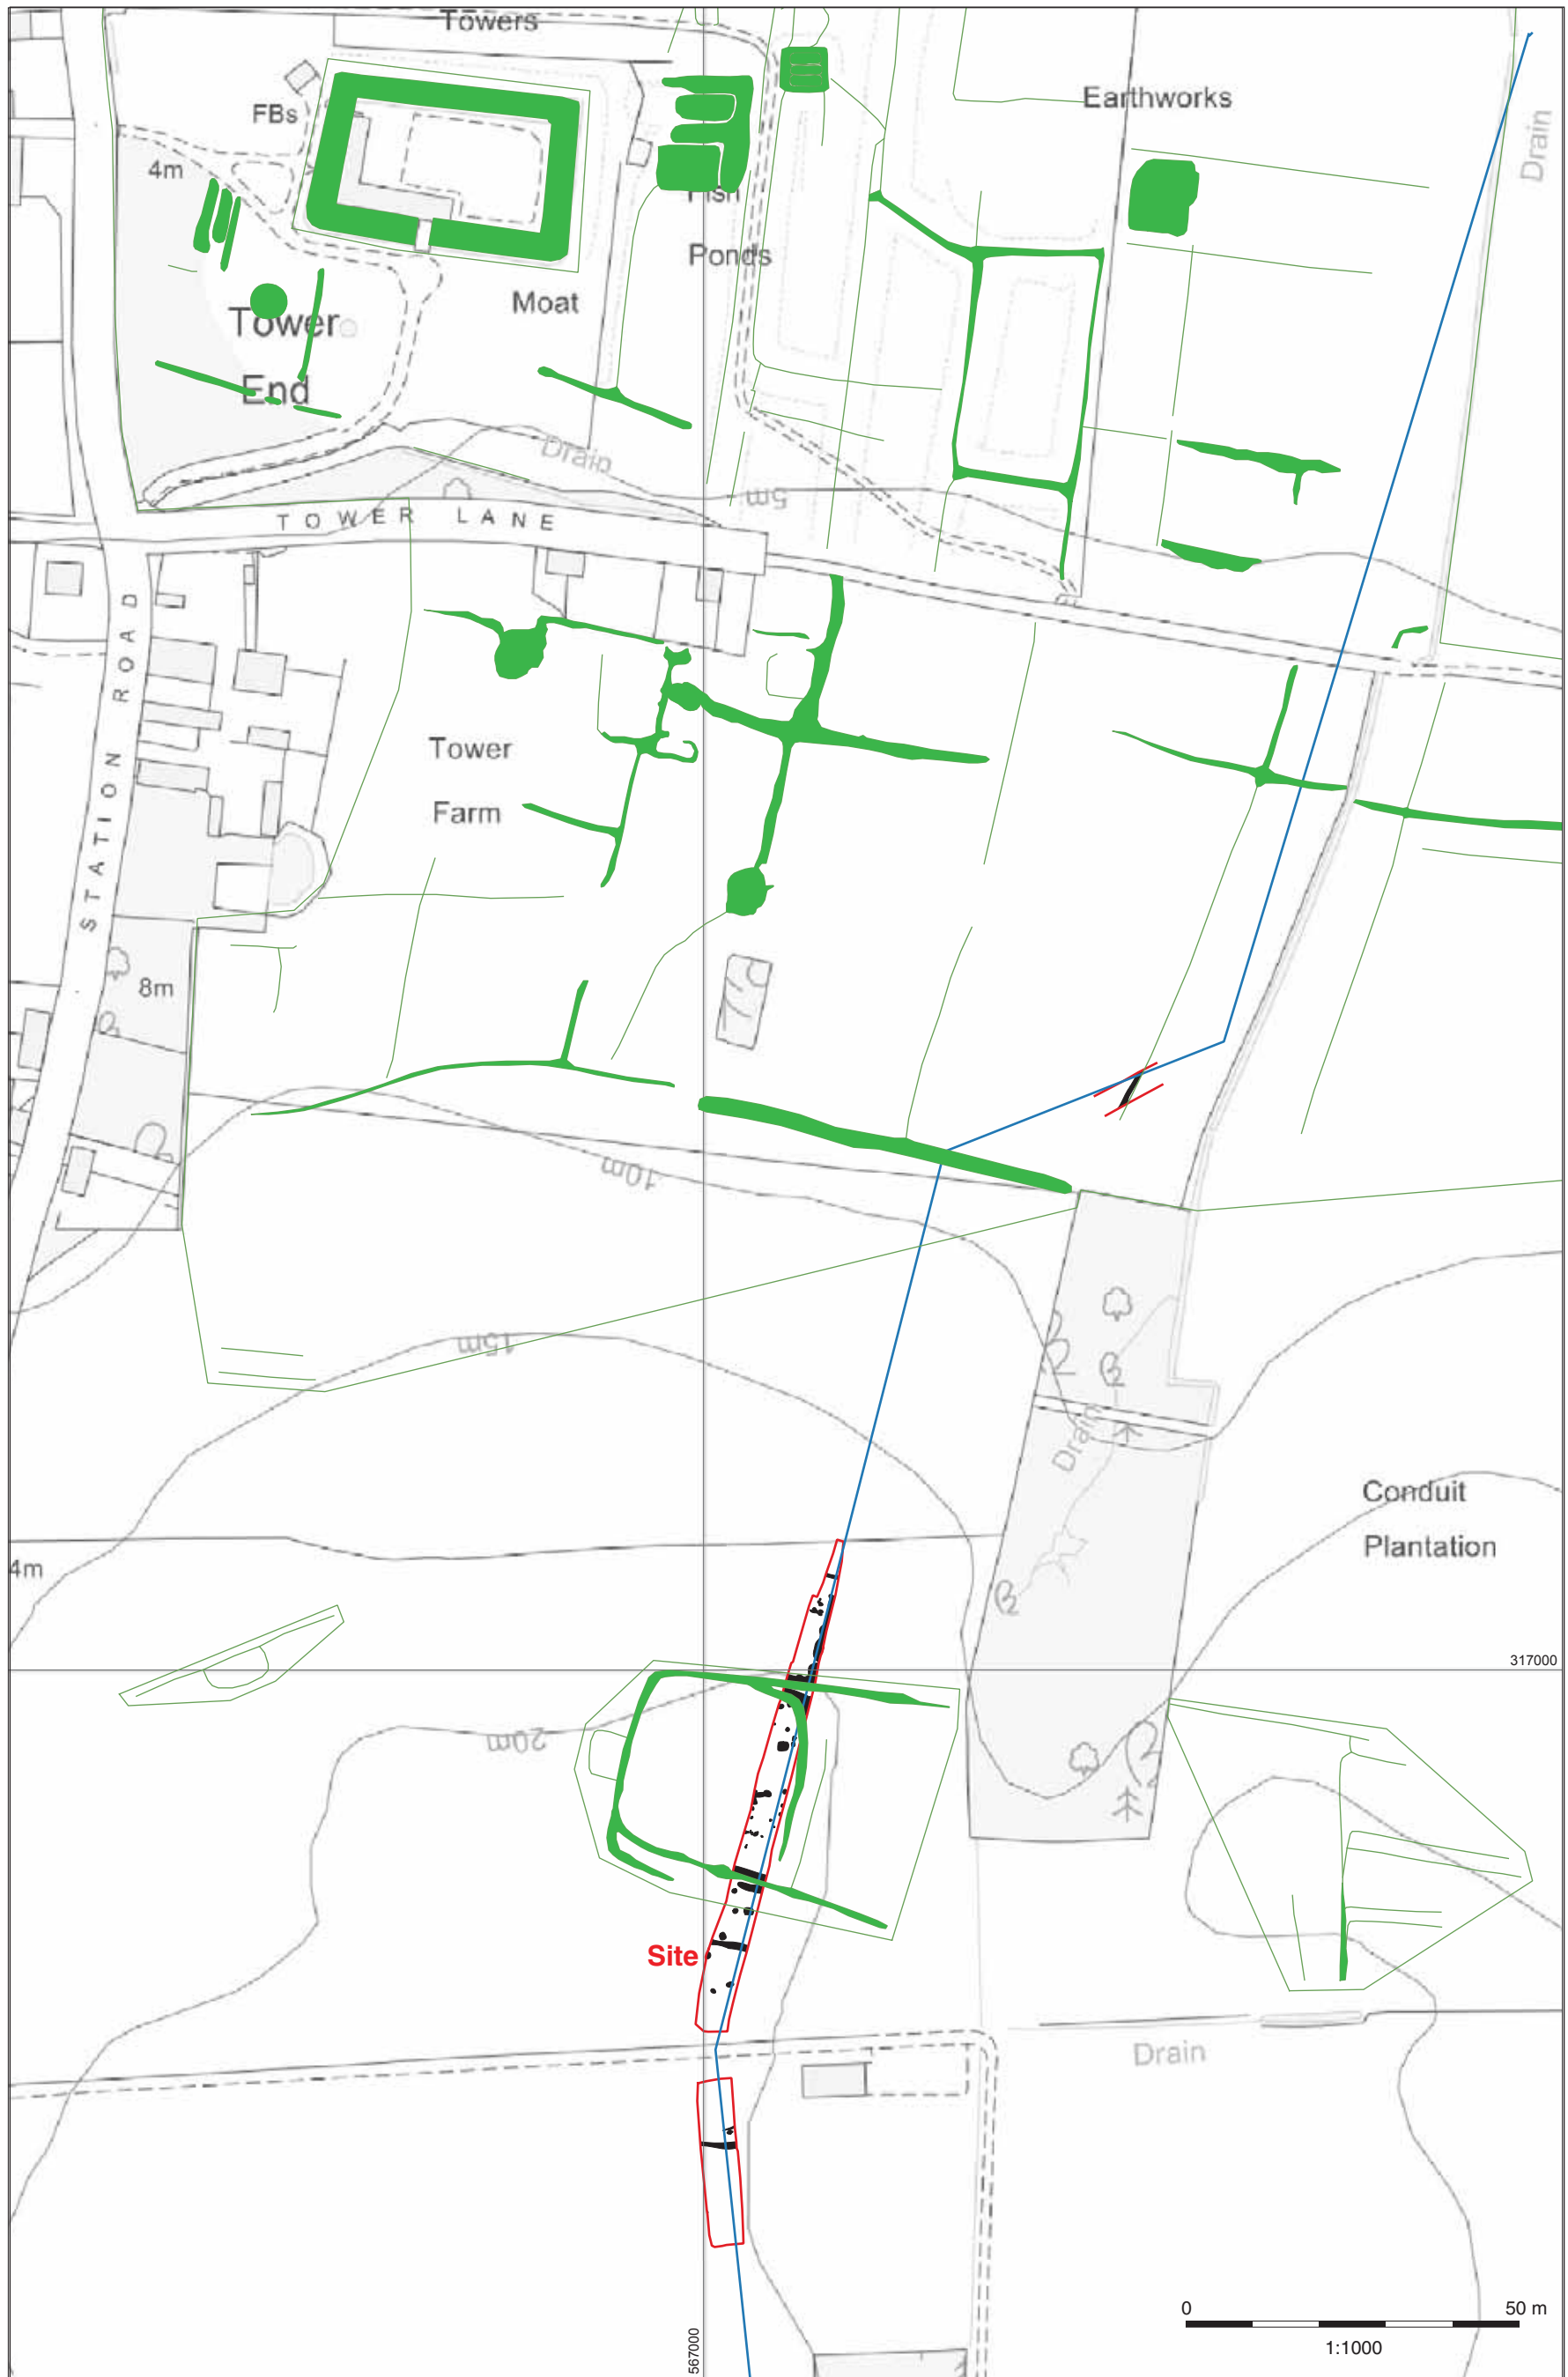 Towers
Earthworks
FBs
Drain
4m
Fish
Ponds
Moat
Tower
End
Drain
5m
TOWER LANE
STATION ROAD
Tower
Farm
8m
10m
15m
Drain
Conduit
Plantation
4m
317000
20m
Site
Drain
567000
0 50 m
1:1000